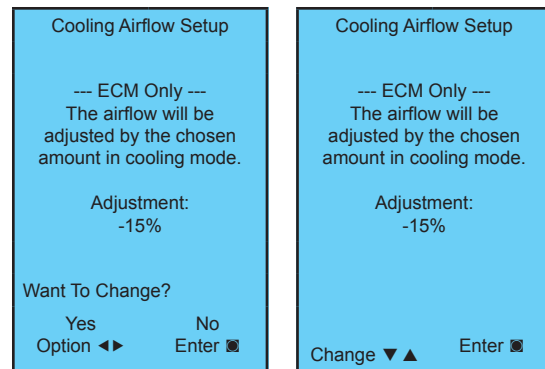 Cooling Airflow Setup
--- ECM Only ---
The airflow will be
adjusted by the chosen
amount in cooling mode.
Adjustment:
-15%
Want To Change?
Yes No
Option ◄► Enter ◙
Cooling Airflow Setup
--- ECM Only ---
The airflow will be
adjusted by the chosen
amount in cooling mode.
Adjustment:
-15%
Change ▼▲ Enter ◙